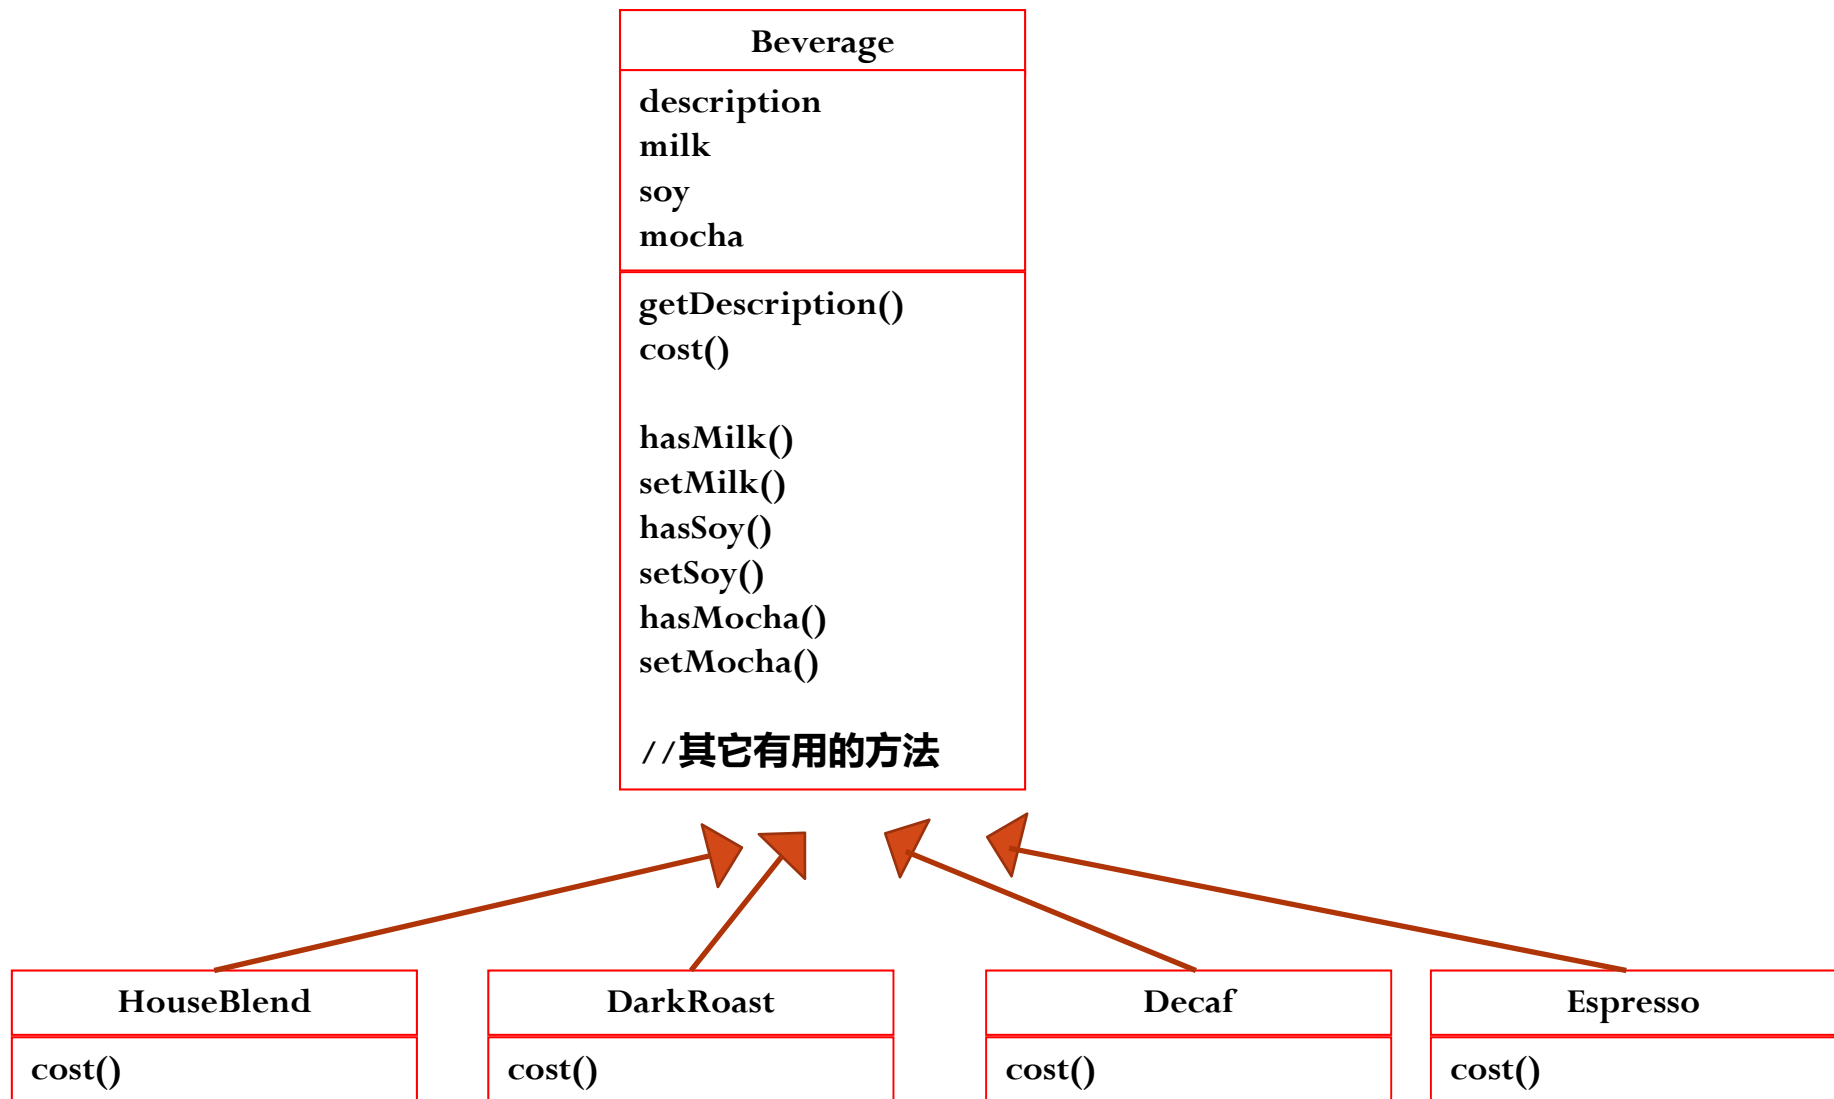 Beverage
description
milk
soy
mocha
getDescription()
cost()
hasMilk()
setMilk()
hasSoy()
setSoy()
hasMocha()
setMocha()
//其它有用的方法
HouseBlend
cost()
DarkRoast
cost()
Decaf
cost()
Espresso
cost()